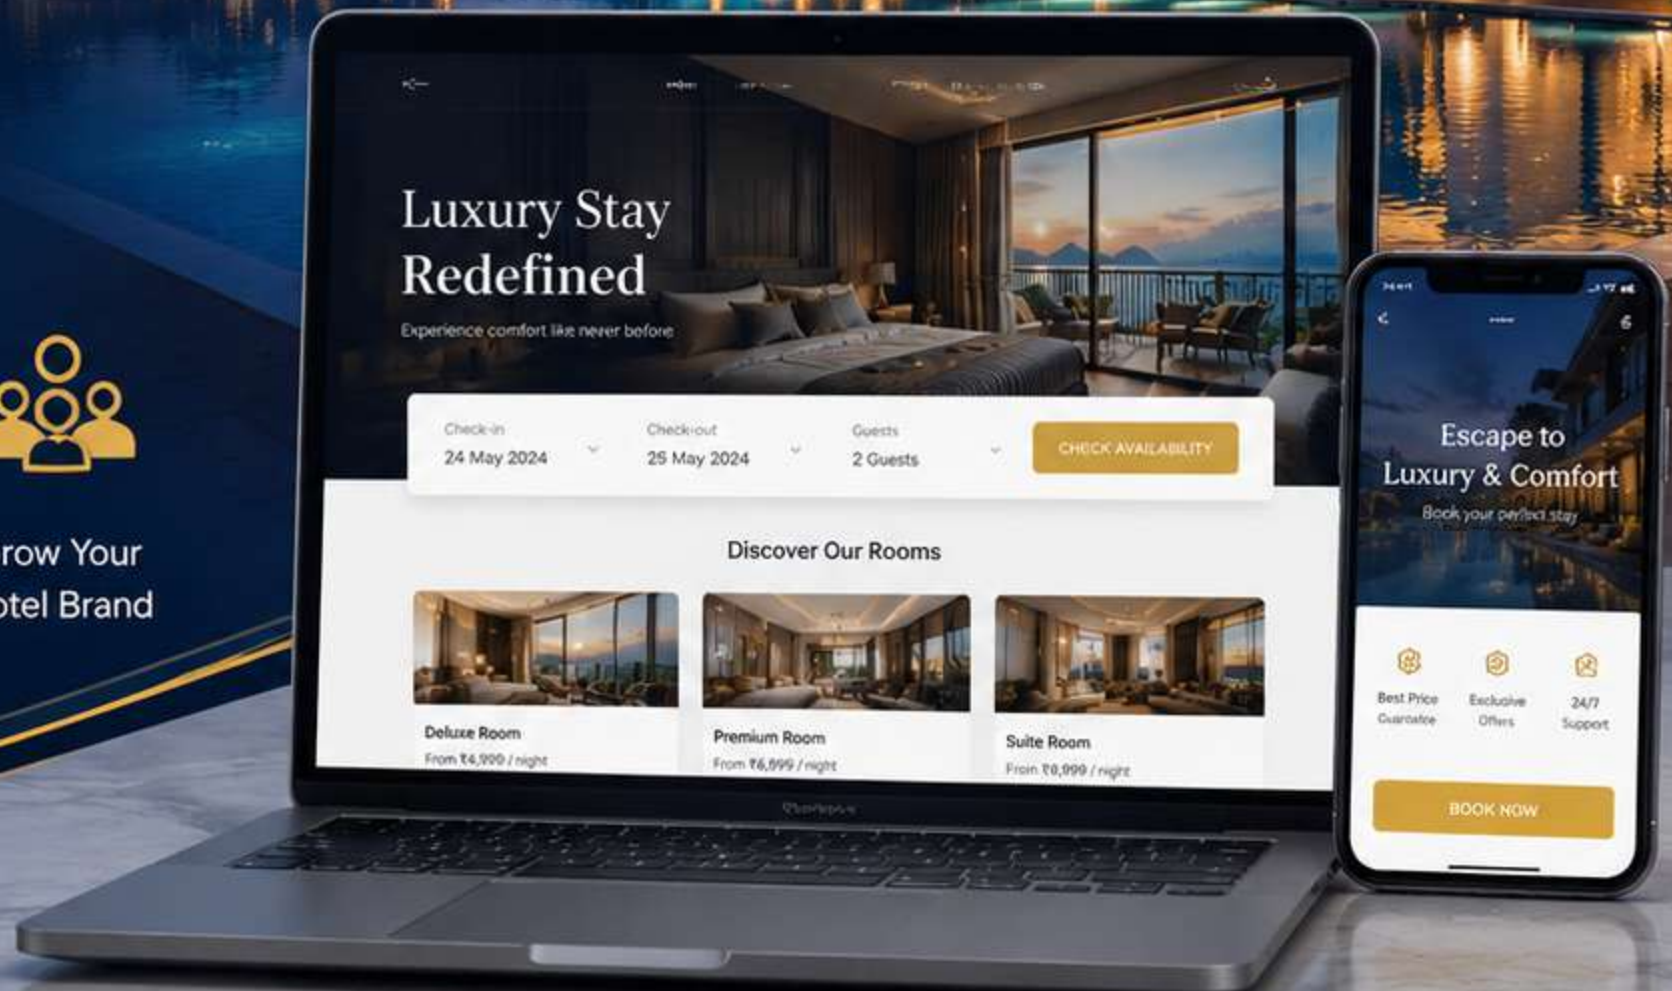 Luxury Stay
Redefined
Experience comfort like never before
Check-in
24 May 2024
Check-out
25 May 2024
Guests
2 Guests
CHECK AVAILABILITY
Discover Our Rooms
Deluxe Room
From ₹4,999 / night
Premium Room
From ₹6,999 / night
Suite Room
From / night
row Your
otel Brand
Escape to
Luxury & Comfort
Book your perfect stay
Best Price
Guarantee
Exclusive
Offers
24/7
Support
BOOK NOW